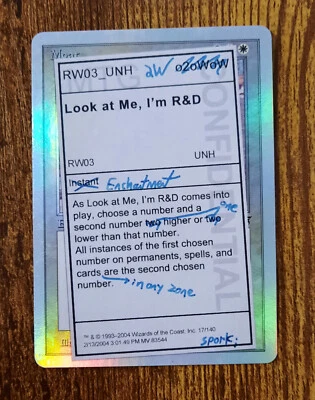 RW03_UNH 2W
Look at Me, I'm R&D
RW03 UNH
instant Enchantment
As Look at Me, I'm R&D comes into
play, choose a number and a
second number two higher or two one
lower than that number.
All instances of the first chosen
number on permanents, spells, and
cards are the second chosen
number. in any zone
CONFIDENTIAL
™ & © 1993–2004 Wizards of the Coast, Inc. 17/140
2/13/2004 3:01:49 PM MV:83544
spork: